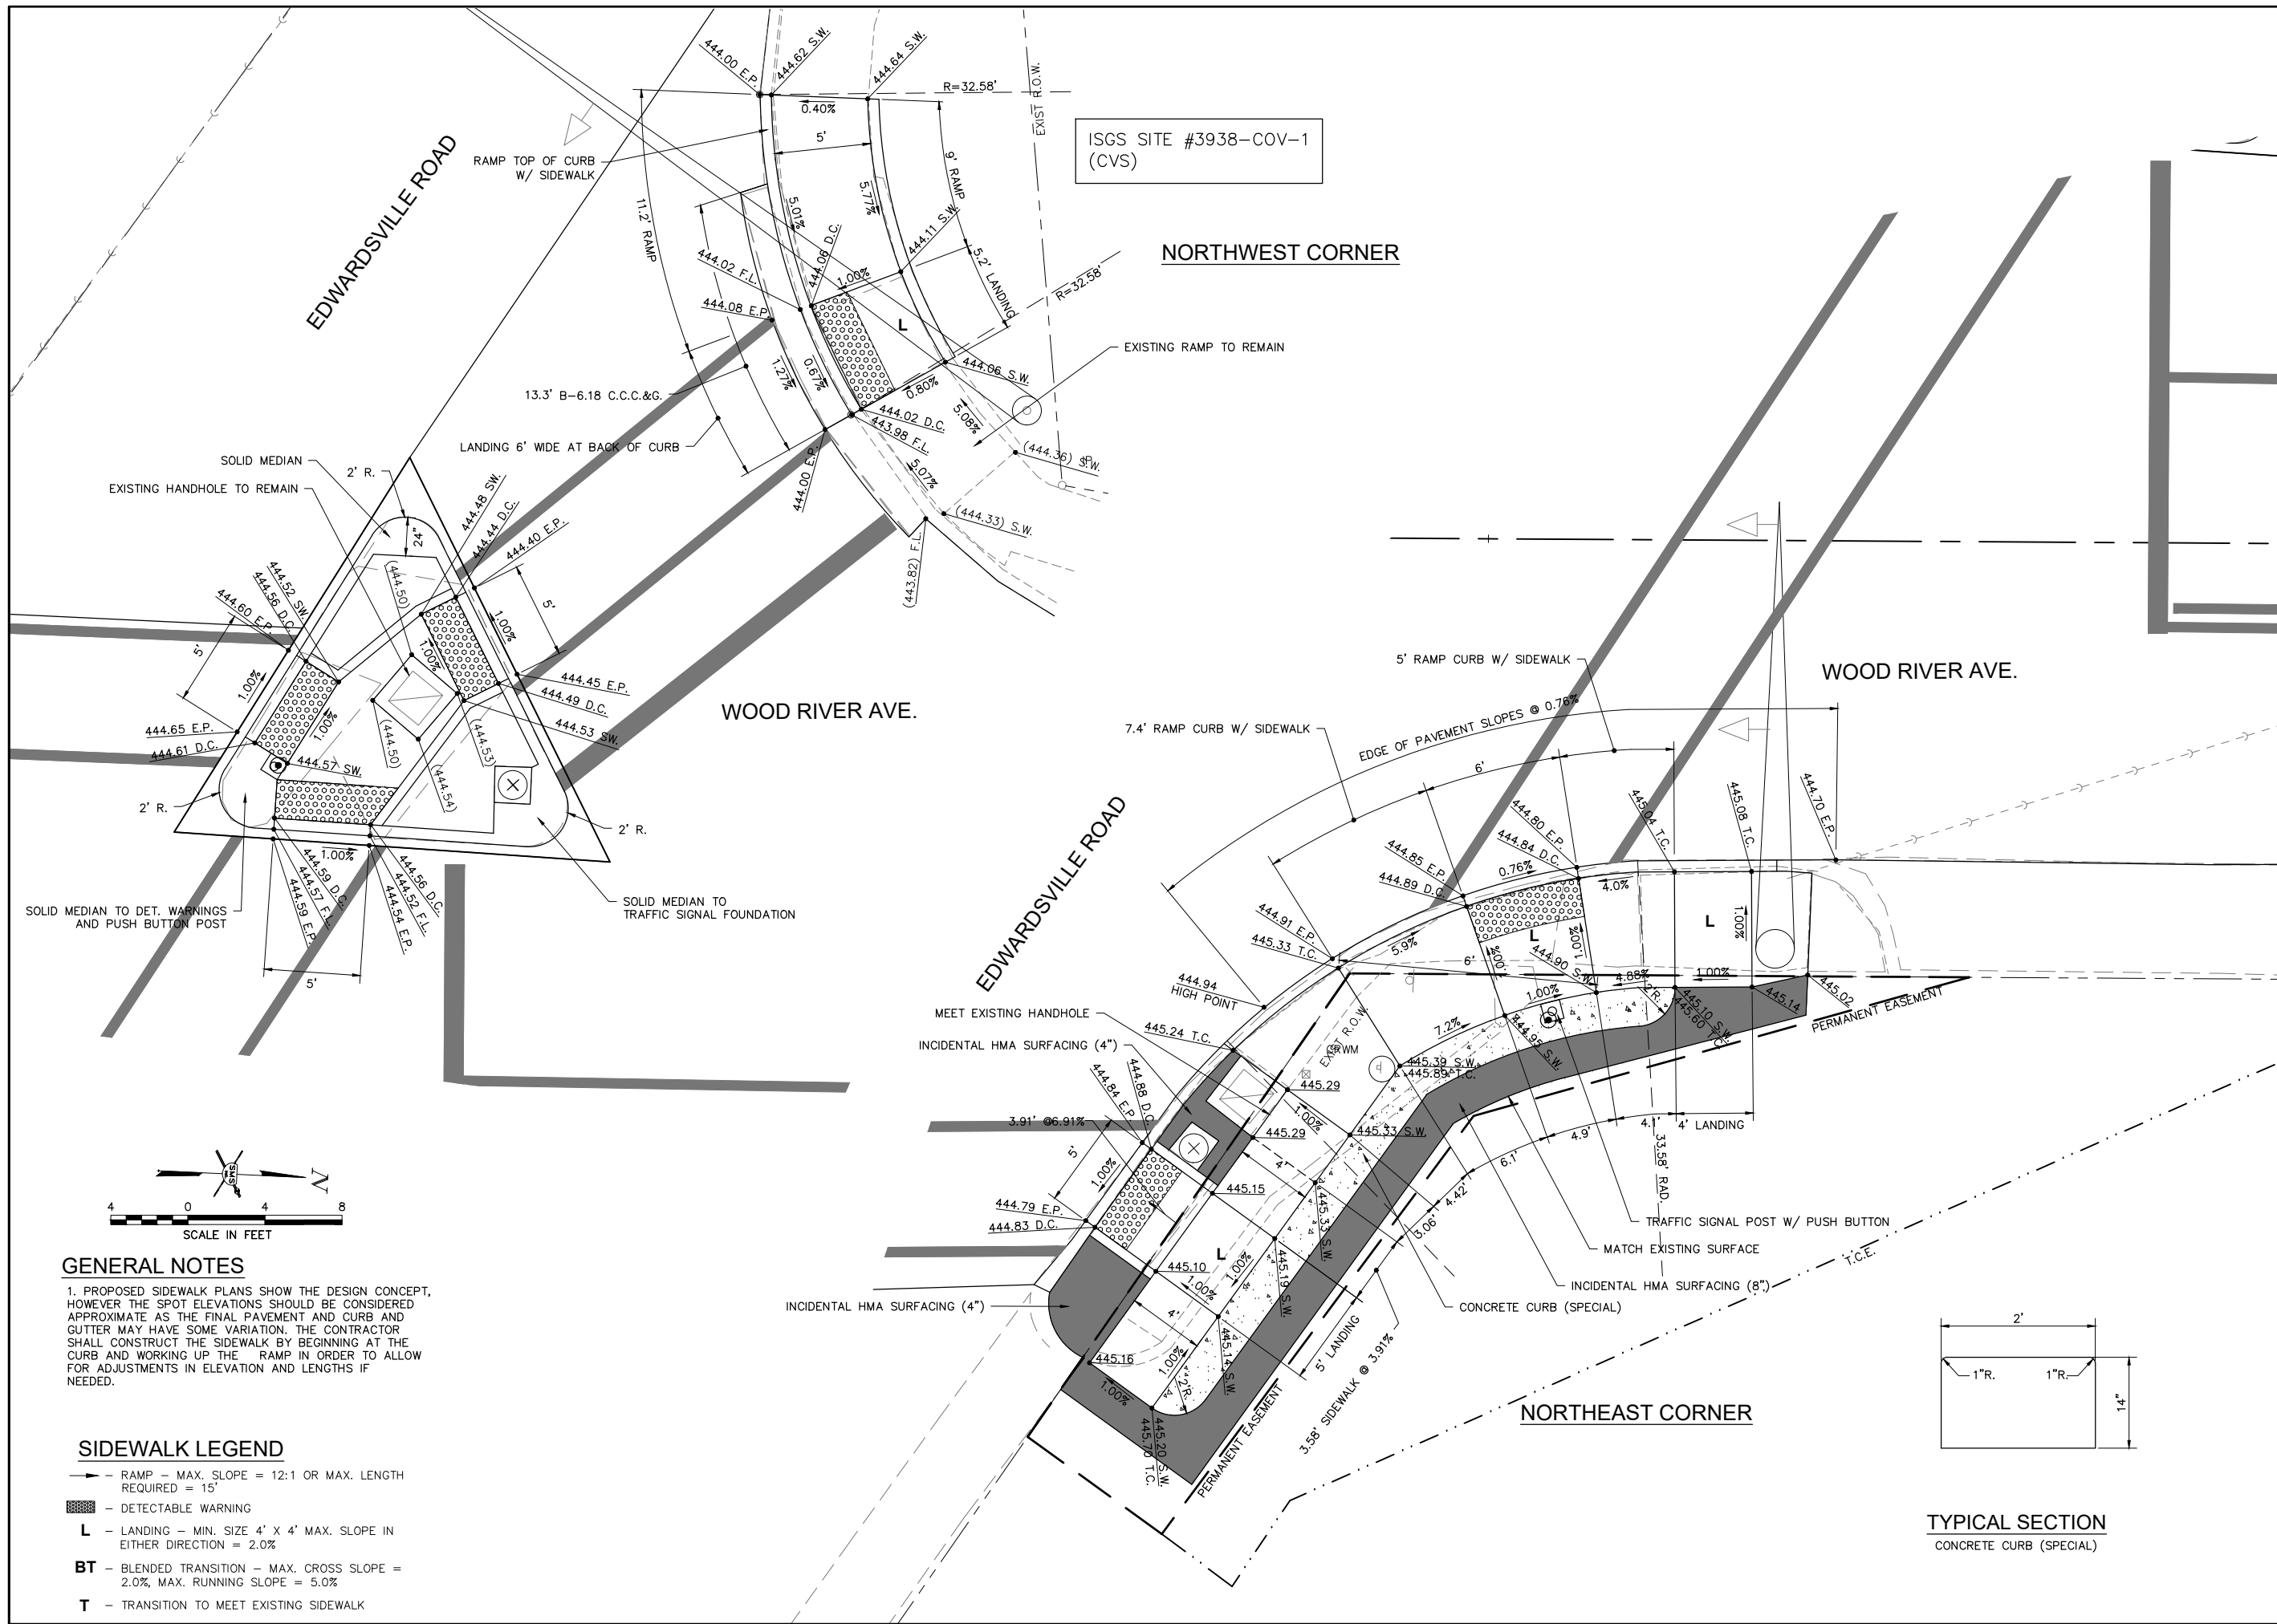 444.00 E.P.
444.62 S.W.
444.64 S.W.
R=32.58'
EXIST R.O.W.
0.40%
5'
RAMP TOP OF CURB
W/ SIDEWALK
ISGS SITE #3938-COV-1
(CVS)
EDWARDSVILLE ROAD
11.2' RAMP
9' RAMP
5.77%
5.01%
444.11 S.W.
444.06 D.C.
444.02 F.L.
1.00%
5.2' LANDING
R=32.58'
NORTHWEST CORNER
444.08 E.P.
L
EXISTING RAMP TO REMAIN
1.27%
0.67%
444.06 S.W.
0.80%
13.3' B-6.18 C.C.C.&G.
444.02 D.C.
443.98 F.L.
5.08%
LANDING 6' WIDE AT BACK OF CURB
(444.36) S.W.
5.07%
444.00 E.P.
(444.33) S.W.
(443.82) F.L.
SOLID MEDIAN
2' R.
EXISTING HANDHOLE TO REMAIN
24"
444.48 SW.
444.44 D.C.
444.40 E.P.
(444.50)
444.52 SW.
444.56 D.C.
444.60 E.P.
5'
1.00%
5'
1.00%
1.00%
1.00%
444.45 E.P.
444.49 D.C.
444.53 SW.
444.65 E.P.
444.61 D.C.
444.57 SW.
(444.50)
(444.53)
(444.54)
WOOD RIVER AVE.
2' R.
2' R.
1.00%
444.59 D.C.
444.57 F.L.
444.59 E.P.
444.56 D.C.
444.52 F.L.
444.54 E.P.
5'
SOLID MEDIAN TO DET. WARNINGS
AND PUSH BUTTON POST
SOLID MEDIAN TO
TRAFFIC SIGNAL FOUNDATION
5' RAMP CURB W/ SIDEWALK
WOOD RIVER AVE.
7.4' RAMP CURB W/ SIDEWALK
EDGE OF PAVEMENT SLOPES @ 0.76%
6'
444.80 E.P.
444.84 D.C.
445.04 T.C.
445.08 T.C.
444.70 E.P.
EDWARDSVILLE ROAD
444.85 E.P.
444.89 D.C.
0.76%
4.0%
444.91 E.P.
445.33 T.C.
5.9%
L
L
1.00%
1.00%
1.00%
6'
444.90 S.W.
4.88%
1.00%
444.94
HIGH POINT
1.00%
2'R.
445.10 S.W.
445.60 T.C.
445.14
445.02
PERMANENT EASEMENT
7.2%
444.95 S.W.
MEET EXISTING HANDHOLE
445.24 T.C.
EXIST R.O.W.
INCIDENTAL HMA SURFACING (4")
445.39 S.W.
445.89 T.C.
445.29
444.84 E.P.
444.88 D.C.
1.00%
3.91' @6.91%
445.29
445.33 S.W.
5'
1.00%
4'
6.1'
4.9'
4.1'
4' LANDING
33.58' RAD.
445.15
4.42'
3.06'
445.33 S.W.
444.79 E.P.
444.83 D.C.
TRAFFIC SIGNAL POST W/ PUSH BUTTON
MATCH EXISTING SURFACE
T.C.E.
L
445.10
1.00%
1.00%
445.19 S.W.
INCIDENTAL HMA SURFACING (8")
INCIDENTAL HMA SURFACING (4")
CONCRETE CURB (SPECIAL)
4'
445.14 S.W.
5' LANDING
3.58' SIDEWALK @ 3.91%
445.16
1.00%
1.00%
2'R.
PERMANENT EASEMENT
445.20 S.W.
445.70 T.C.
NORTHEAST CORNER
N
4 0 4 8
SCALE IN FEET
GENERAL NOTES
1. PROPOSED SIDEWALK PLANS SHOW THE DESIGN CONCEPT,
HOWEVER THE SPOT ELEVATIONS SHOULD BE CONSIDERED
APPROXIMATE AS THE FINAL PAVEMENT AND CURB AND
GUTTER MAY HAVE SOME VARIATION. THE CONTRACTOR
SHALL CONSTRUCT THE SIDEWALK BY BEGINNING AT THE
CURB AND WORKING UP THE RAMP IN ORDER TO ALLOW
FOR ADJUSTMENTS IN ELEVATION AND LENGTHS IF
NEEDED.
SIDEWALK LEGEND
- RAMP - MAX. SLOPE = 12:1 OR MAX. LENGTH
REQUIRED = 15'
- DETECTABLE WARNING
L - LANDING - MIN. SIZE 4' X 4' MAX. SLOPE IN
EITHER DIRECTION = 2.0%
BT - BLENDED TRANSITION - MAX. CROSS SLOPE =
2.0%, MAX. RUNNING SLOPE = 5.0%
T - TRANSITION TO MEET EXISTING SIDEWALK
2'
1"R.
1"R.
14"
TYPICAL SECTION
CONCRETE CURB (SPECIAL)